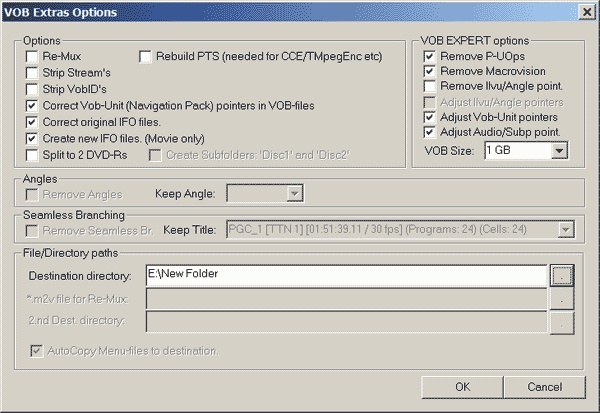 VOB Extras Options
Options
Re-Mux
Rebuild PTS (needed for CCE/TMpegEnc etc)
Strip Stream's
Strip VobID's
Correct Vob-Unit (Navigation Pack) pointers in VOB-files
Correct original IFO files.
Create new IFO files. (Movie only)
Split to 2 DVD-Rs
Create Subfolders: 'Disc1' and 'Disc2'
VOB EXPERT options
Remove P-UOps
Remove Macrovision
Remove Ilvu/Angle point.
Adjust Ilvu/Angle pointers
Adjust Vob-Unit pointers
Adjust Audio/Subp point.
VOB Size: 1 GB
Angles
Remove Angles
Keep Angle:
Seamless Branching
Remove Seamless Br.
Keep Title: PGC_1 [TTN 1] [01:51:39.11 / 30 fps] (Programs: 24) (Cells: 24)
File/Directory paths
Destination directory: E:\New Folder .
*.m2v file for Re-Mux: .
2.nd Dest. directory: .
AutoCopy Menu-files to destination.
OK
Cancel